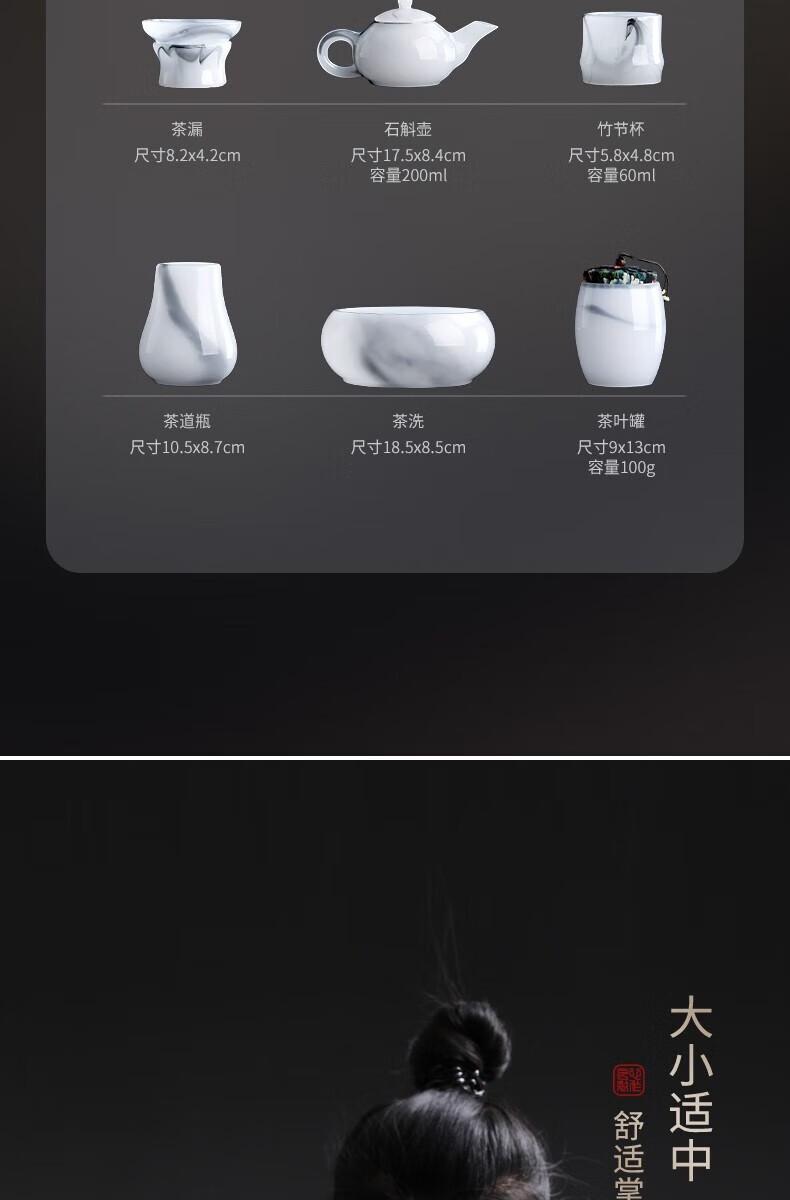 茶漏
尺寸8.2x4.2cm
石斛壶
尺寸17.5x8.4cm
容量200ml
竹节杯
尺寸5.8x4.8cm
容量60ml
茶道瓶
尺寸10.5x8.7cm
茶洗
尺寸18.5x8.5cm
茶叶罐
尺寸9x13cm
容量100g
大小适中
舒适